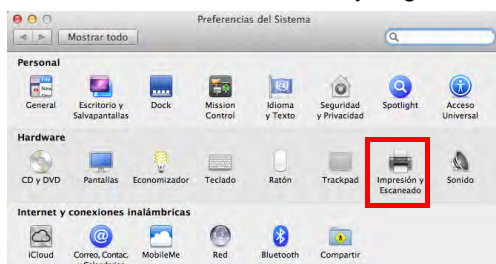 Preferencias del Sistema
Mostrar todo
Personal
General
Escritorio y
Salvapantallas
Dock
Mission
Control
Idioma
y Texto
Seguridad
y Privacidad
Spotlight
Acceso
Universal
Hardware
CD y DVD
Pantallas
Economizador
Teclado
Ratón
Trackpad
Impresión y
Escaneado
Sonido
Internet y conexiones inalámbricas
iCloud
Correo, Contac.
MobileMe
Red
Bluetooth
Compartir